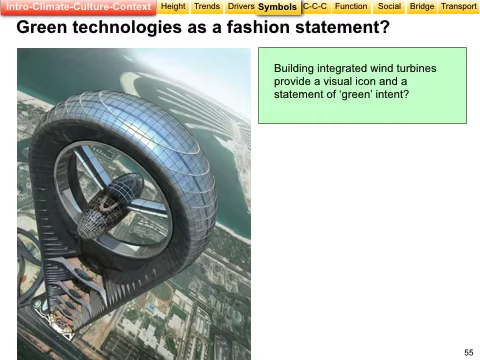 Intro-Climate-Culture-Context Height Trends Drivers Symbols C-C-C Function Social Bridge Transport
Green technologies as a fashion statement?
Building integrated wind turbines
provide a visual icon and a
statement of ‘green’ intent?
55